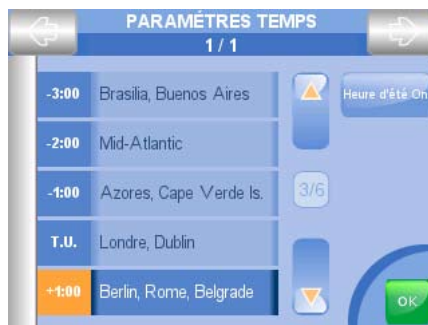 PARAMÉTRES TEMPS
1 / 1
-3:00 Brasilia, Buenos Aires
Heure d'été On
-2:00 Mid-Atlantic
-1:00 Azores, Cape Verde Is.
3/6
T.U. Londre, Dublin
+1:00 Berlin, Rome, Belgrade
OK